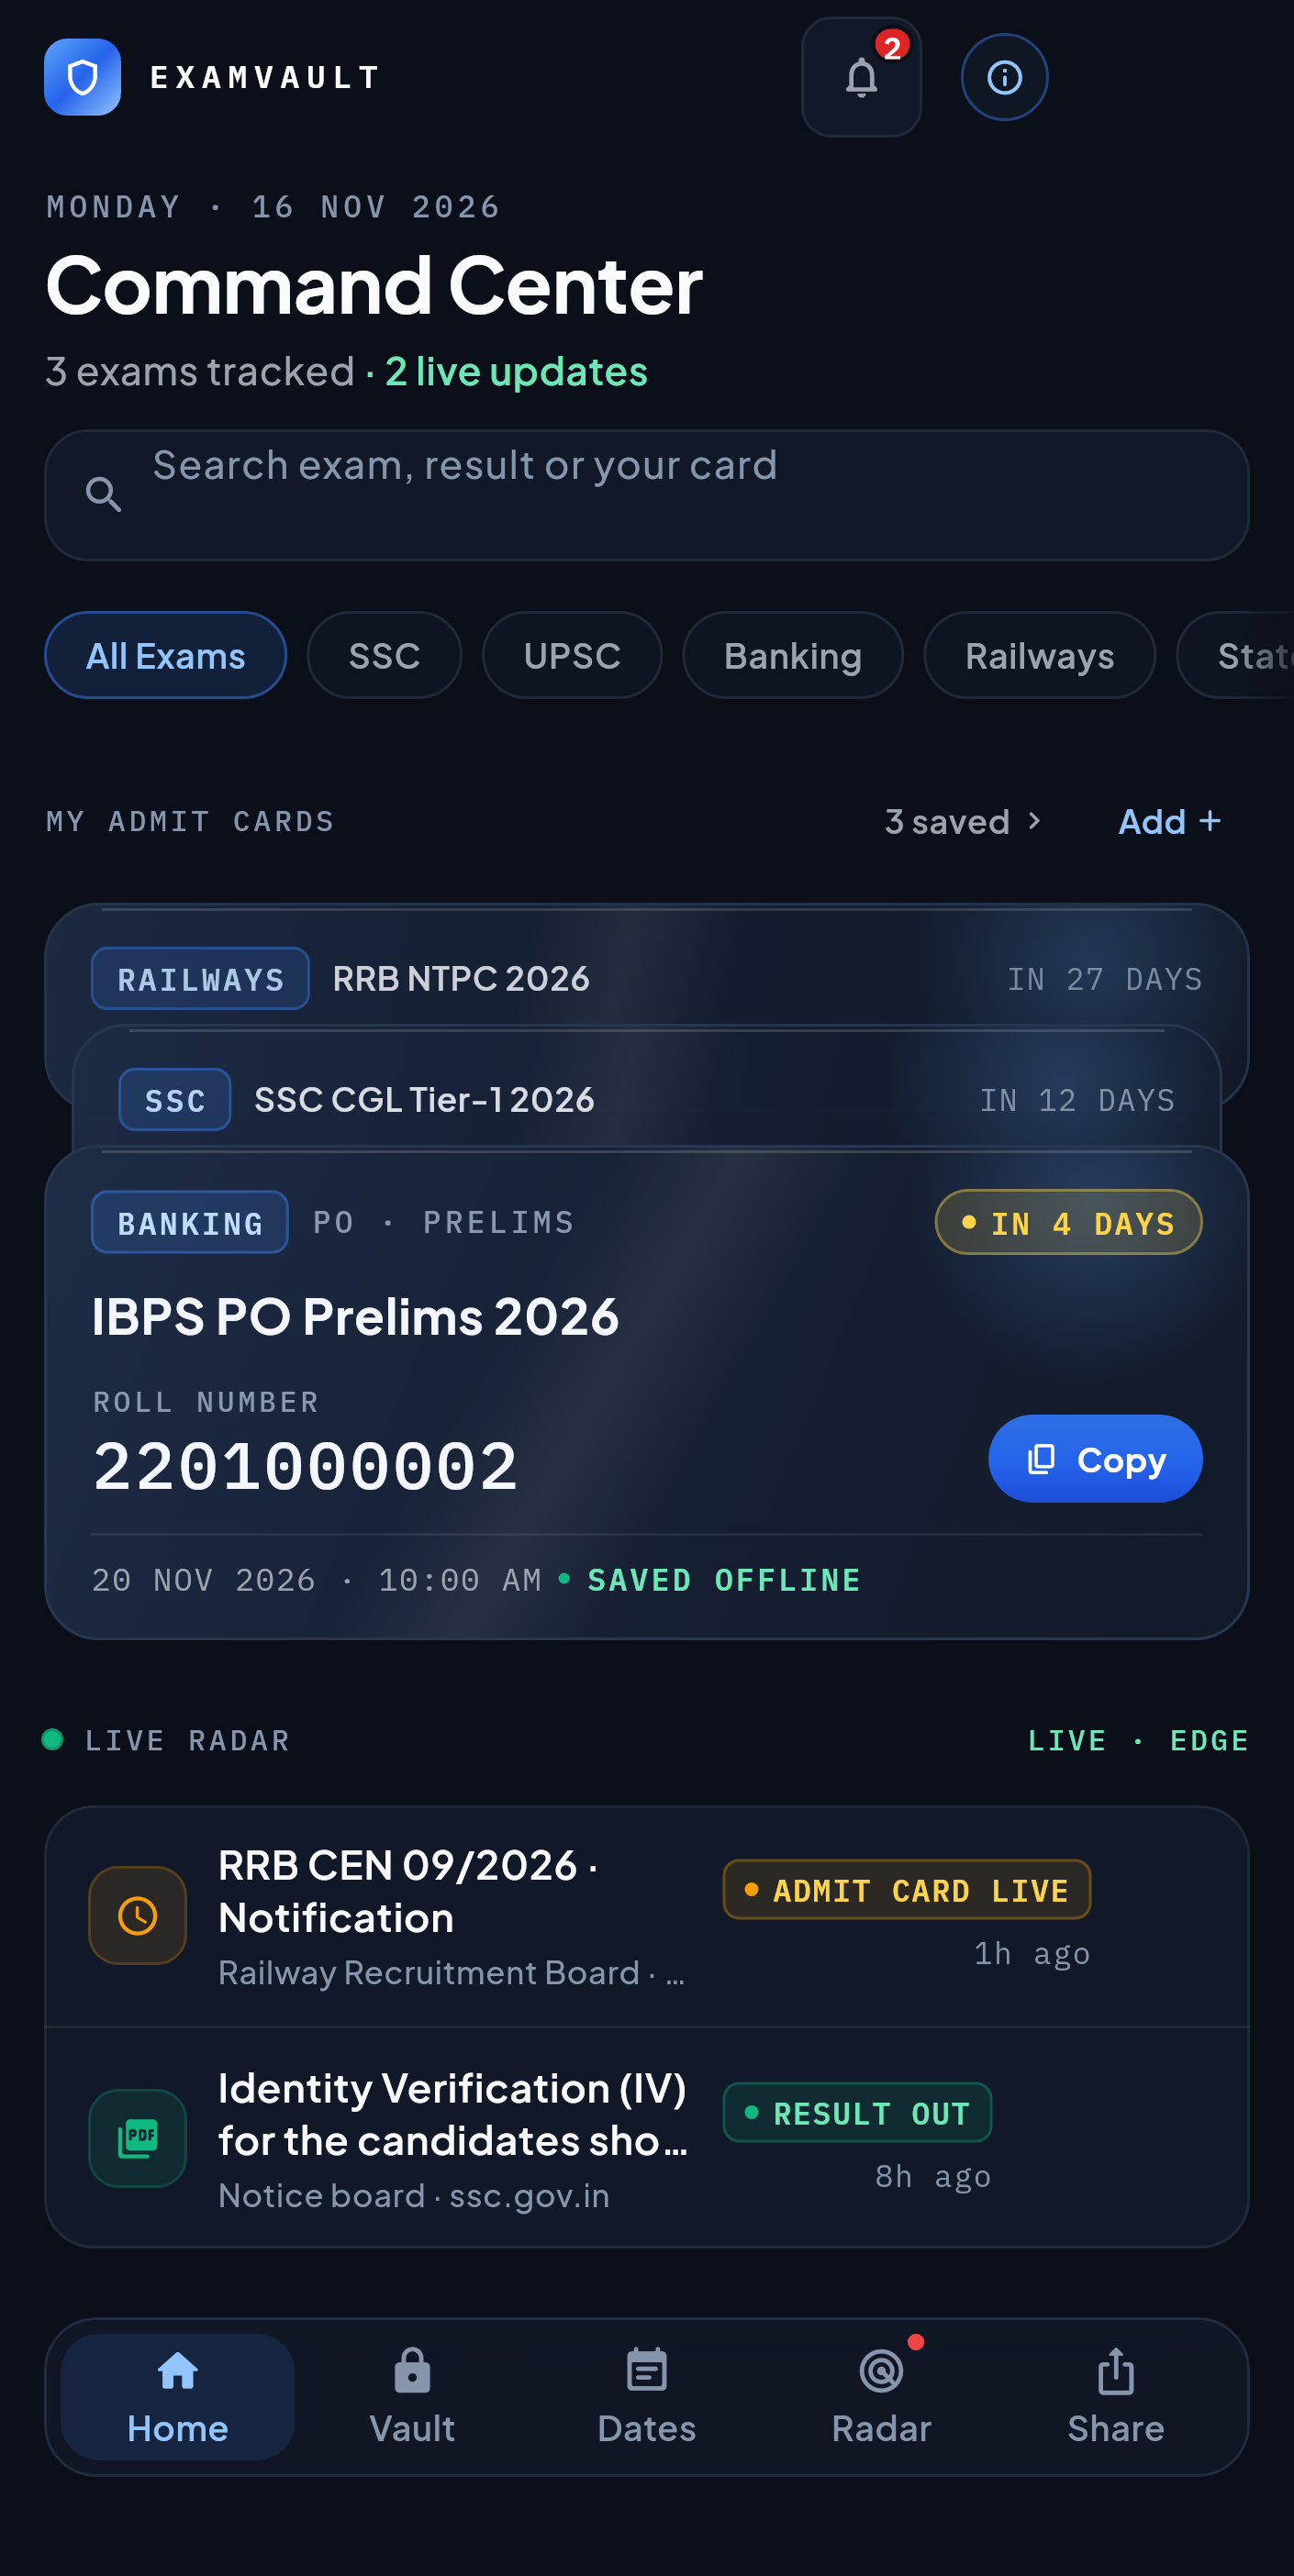 EXAMVAULT
2
MONDAY · 16 NOV 2026
Command Center
3 exams tracked · 2 live updates
Search exam, result or your card
All Exams SSC UPSC Banking Railways State
MY ADMIT CARDS 3 saved › Add +
RAILWAYS RRB NTPC 2026 IN 27 DAYS
SSC SSC CGL Tier-1 2026 IN 12 DAYS
BANKING PO · PRELIMS IN 4 DAYS
IBPS PO Prelims 2026
ROLL NUMBER
2201000002 Copy
20 NOV 2026 · 10:00 AM SAVED OFFLINE
LIVE RADAR LIVE · EDGE
RRB CEN 09/2026 ·
Notification
Railway Recruitment Board · …
ADMIT CARD LIVE
1h ago
PDF
Identity Verification (IV)
for the candidates sho…
Notice board · ssc.gov.in
RESULT OUT
8h ago
Home Vault Dates Radar Share